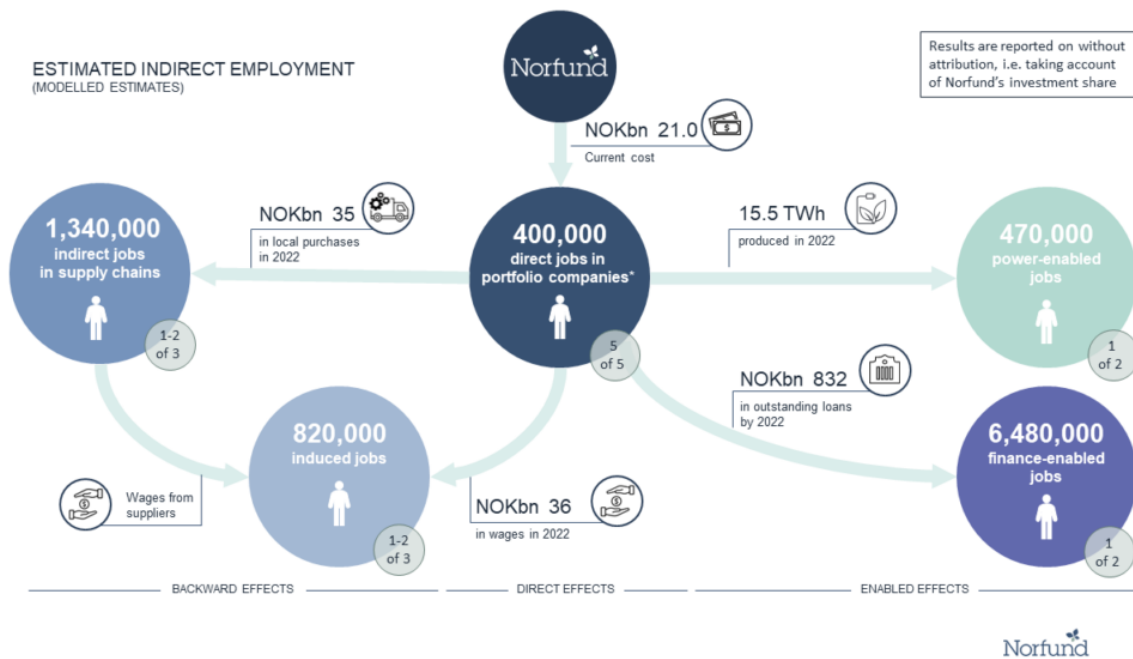 ESTIMATED INDIRECT EMPLOYMENT
(MODELLED ESTIMATES)
Norfund
Results are reported on without
attribution, i.e. taking account
of Norfund's investment share
NOKbn 21.0
Current cost
1,340,000
indirect jobs
in supply chains
1-2
of 3
NOKbn 35
in local purchases
in 2022
400,000
direct jobs in
portfolio companies*
5
of 5
15.5 TWh
produced in 2022
470,000
power-enabled
jobs
1
of 2
NOKbn 832
in outstanding loans
by 2022
820,000
induced jobs
1-2
of 3
6,480,000
finance-enabled
jobs
1
of 2
Wages from
suppliers
NOKbn 36
in wages in 2022
BACKWARD EFFECTS
DIRECT EFFECTS
ENABLED EFFECTS
Norfund